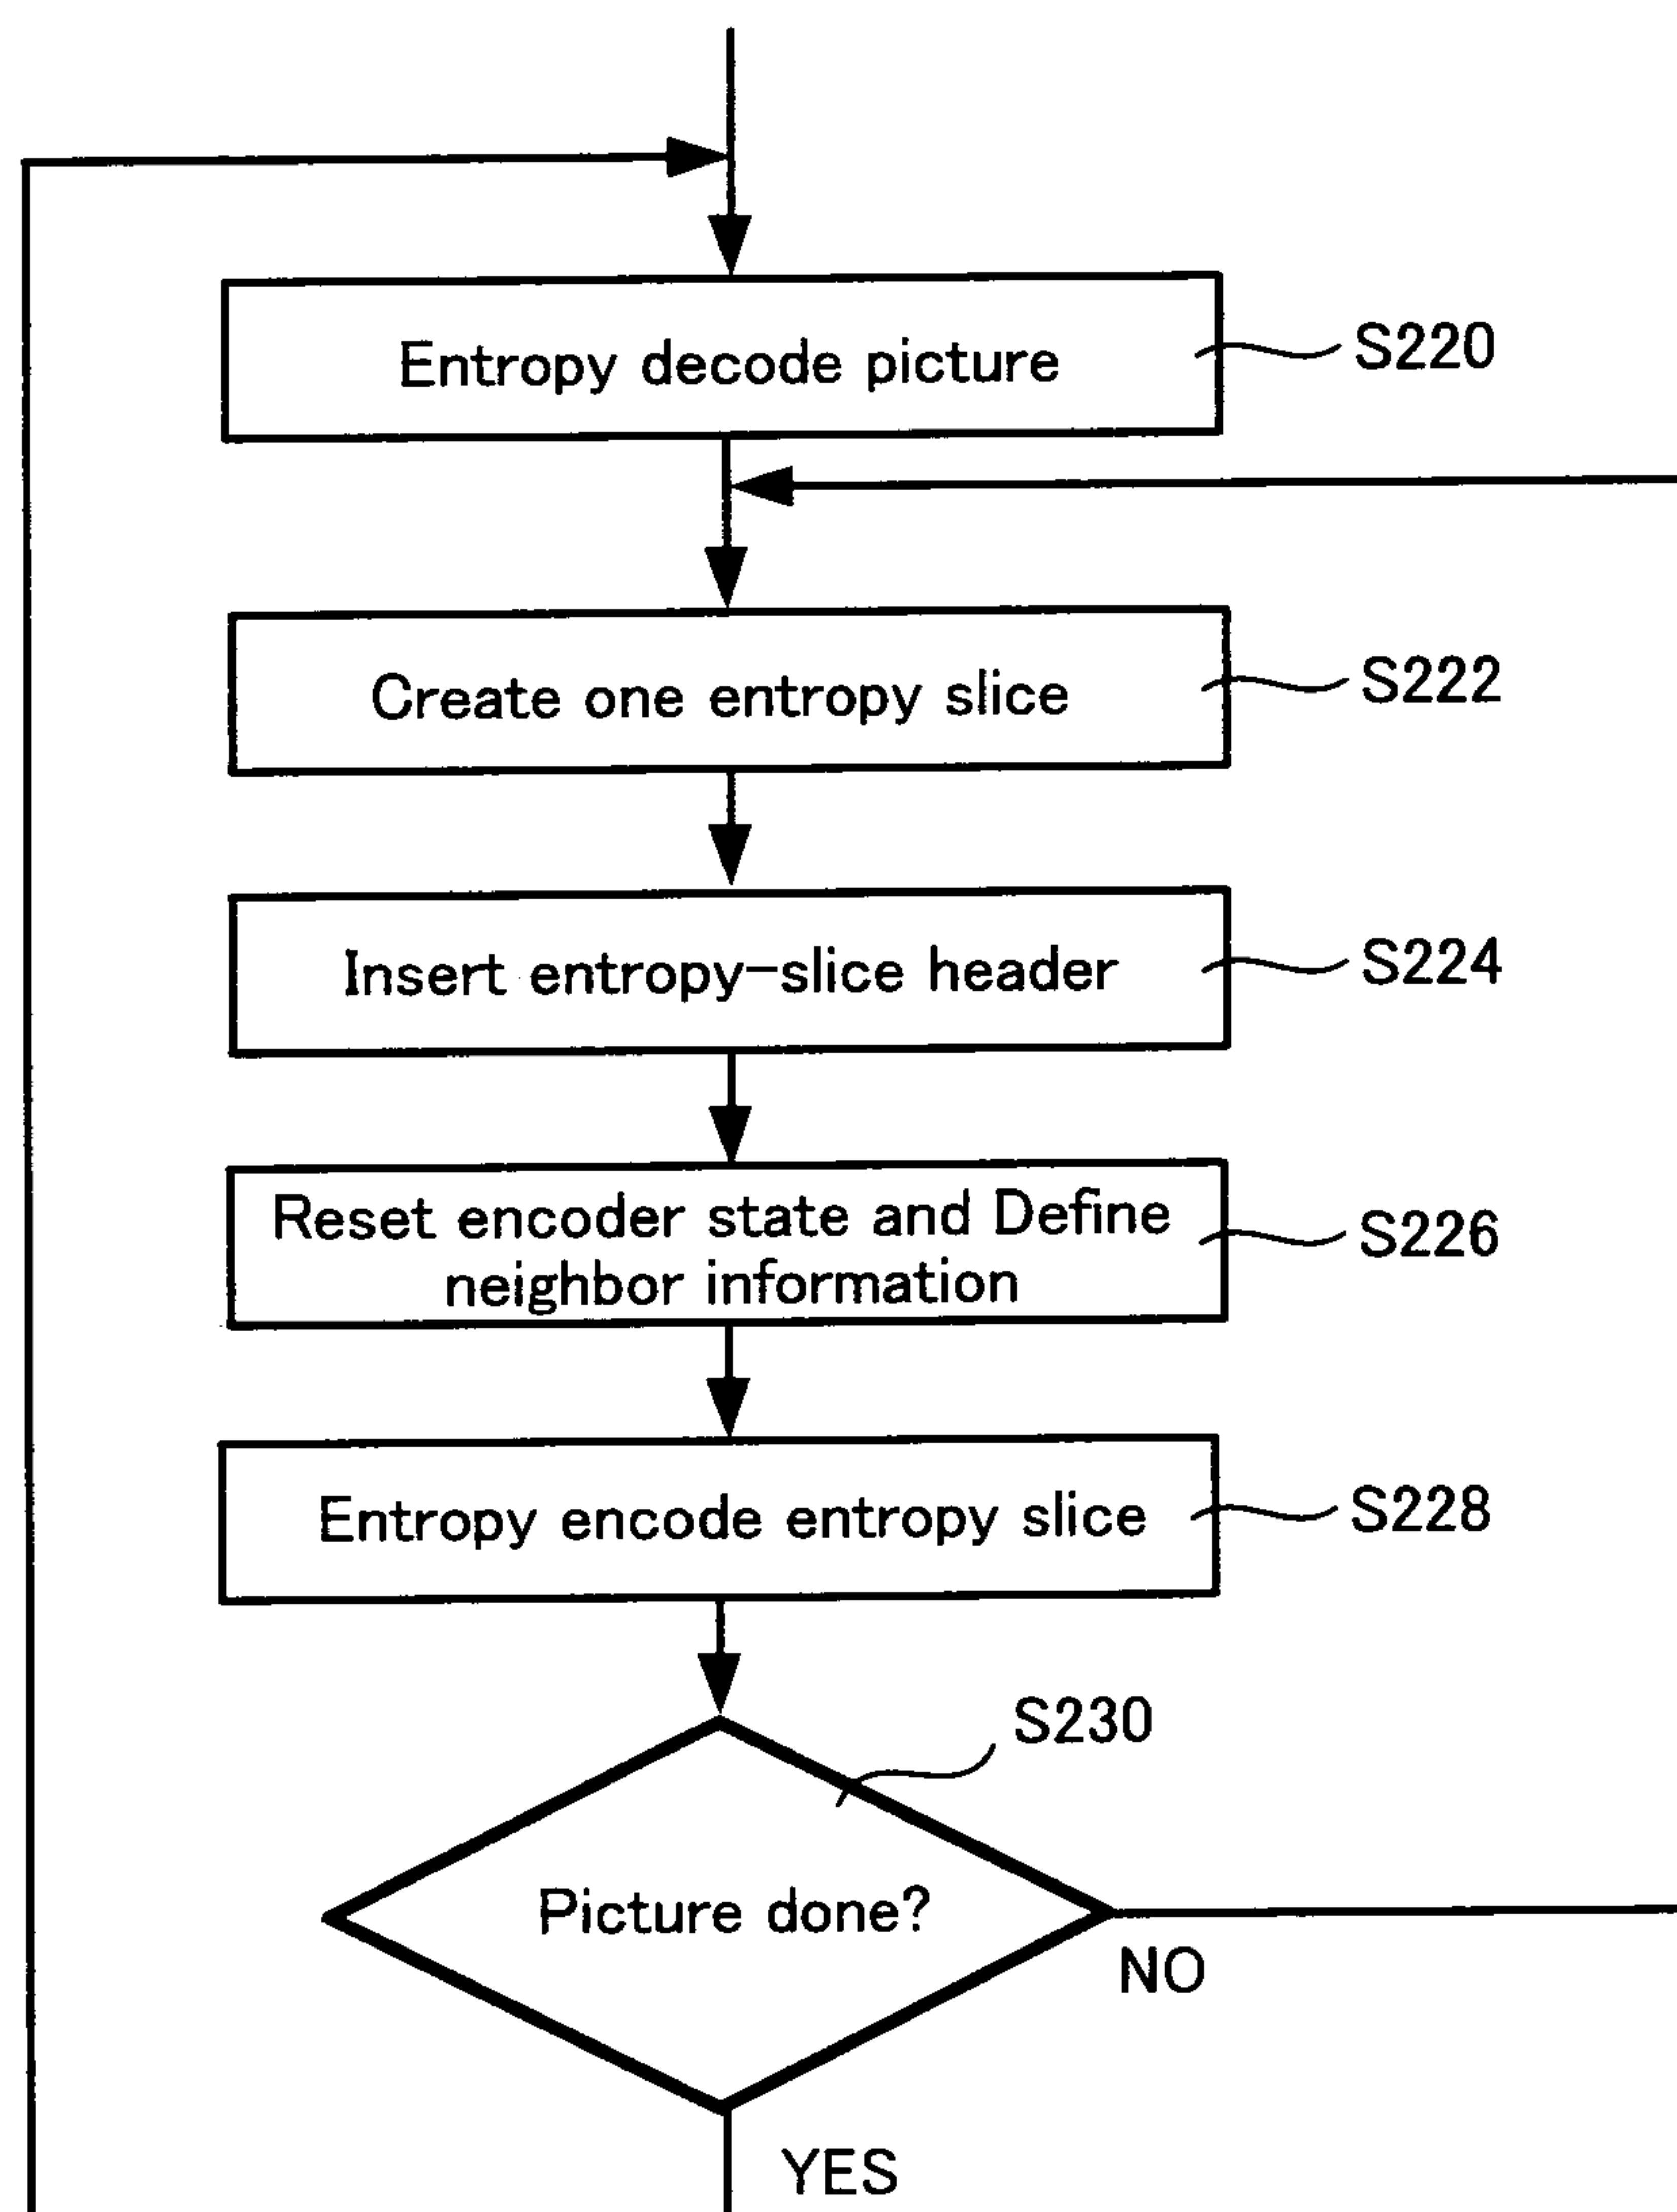 Entropy decode picture
S220
Create one entropy slice
S222
Insert entropy-slice header
S224
Reset encoder state and Define
neighbor information
S226
Entropy encode entropy slice
S228
S230
Picture done?
NO
YES